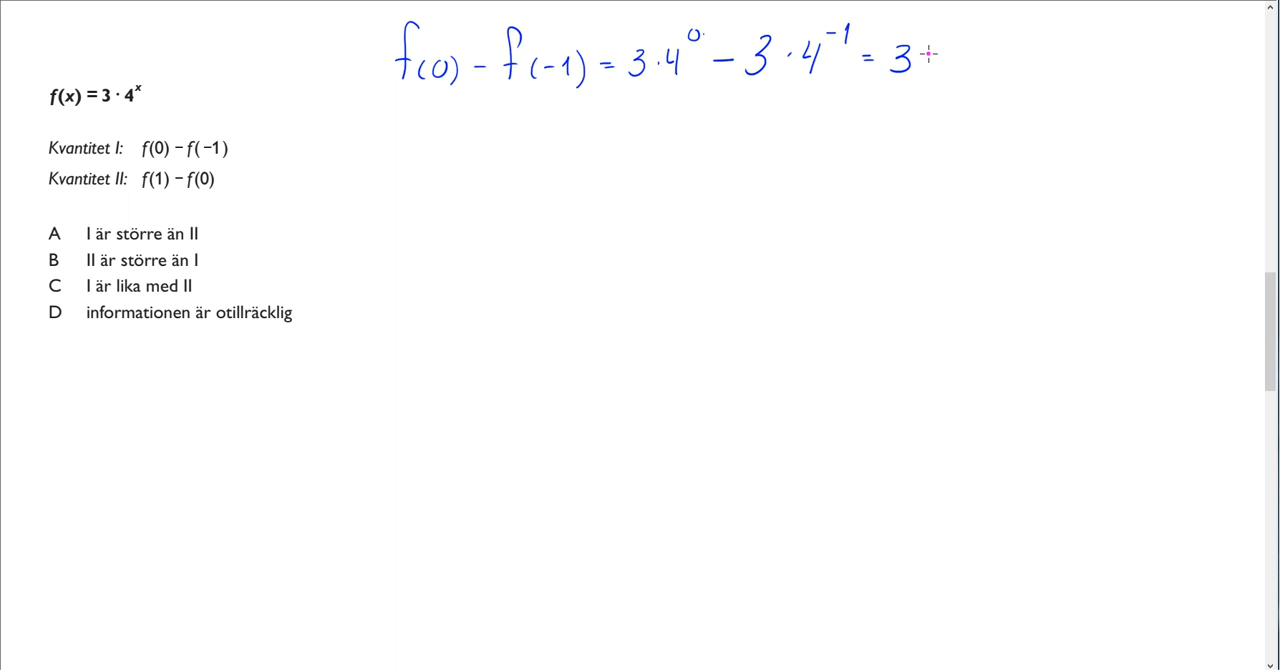 f(0) - f(-1) = 3·4⁰ - 3·4⁻¹ = 3
f(x) = 3 · 4ˣ
Kvantitet I: f(0) − f(−1)
Kvantitet II: f(1) − f(0)
A I är större än II
B II är större än I
C I är lika med II
D informationen är otillräcklig